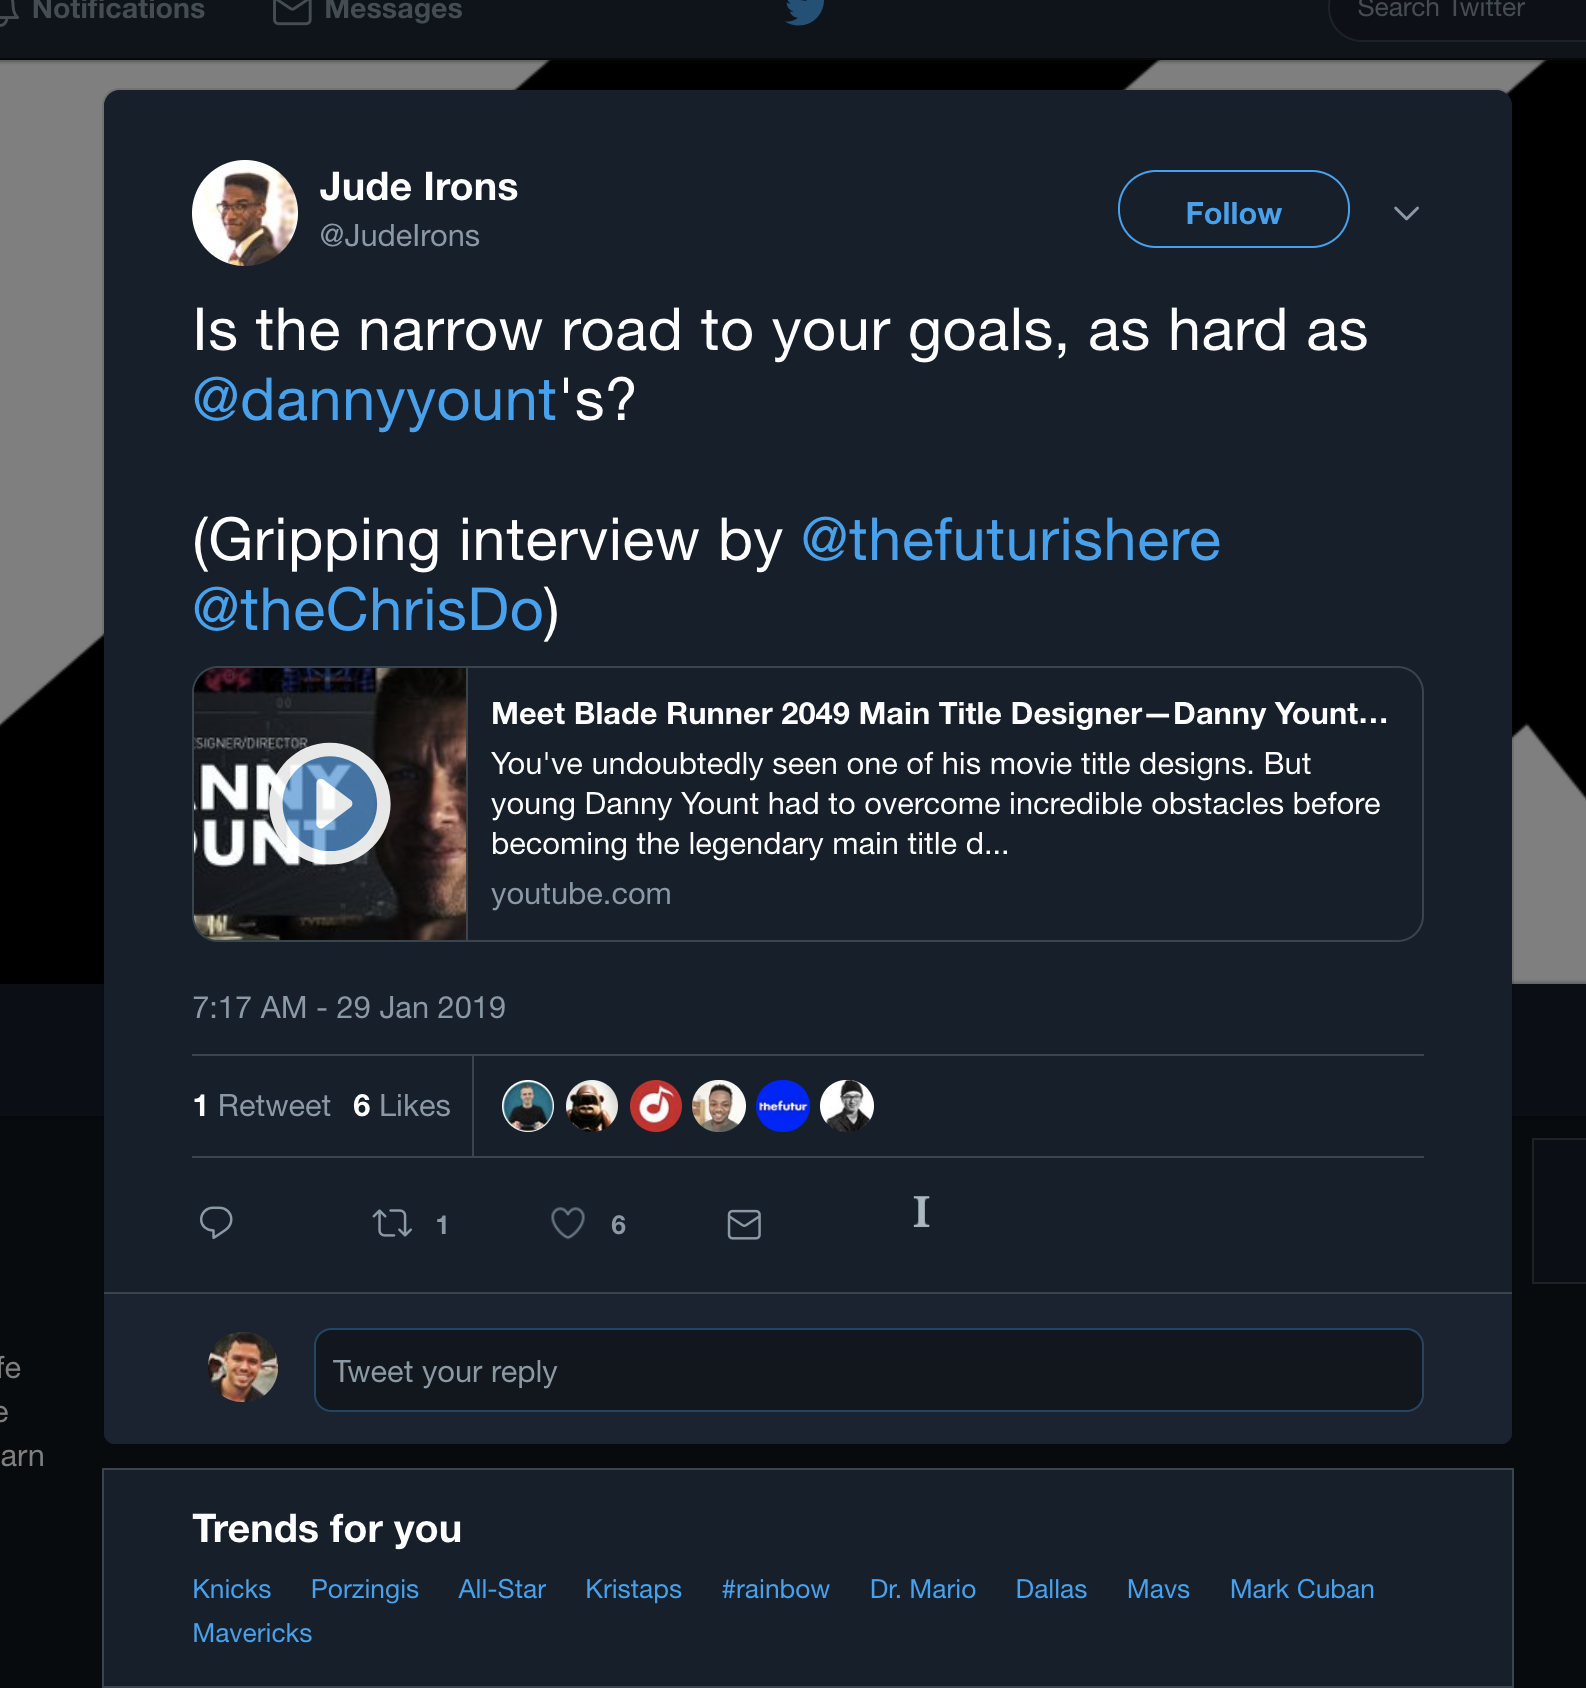 Notifications
Messages
Search Twitter
Jude Irons
@JudeIrons
Follow
Is the narrow road to your goals, as hard as
@dannyyount's?
(Gripping interview by @thefuturishere
@theChrisDo)
SIGNER/DIRECTOR
NNY
OUNT
Meet Blade Runner 2049 Main Title Designer—Danny Yount...
You've undoubtedly seen one of his movie title designs. But
young Danny Yount had to overcome incredible obstacles before
becoming the legendary main title d...
youtube.com
7:17 AM - 29 Jan 2019
1 Retweet 6 Likes
thefutur
1
6
Tweet your reply
fe
e
arn
Trends for you
Knicks Porzingis All-Star Kristaps #rainbow Dr. Mario Dallas Mavs Mark Cuban
Mavericks